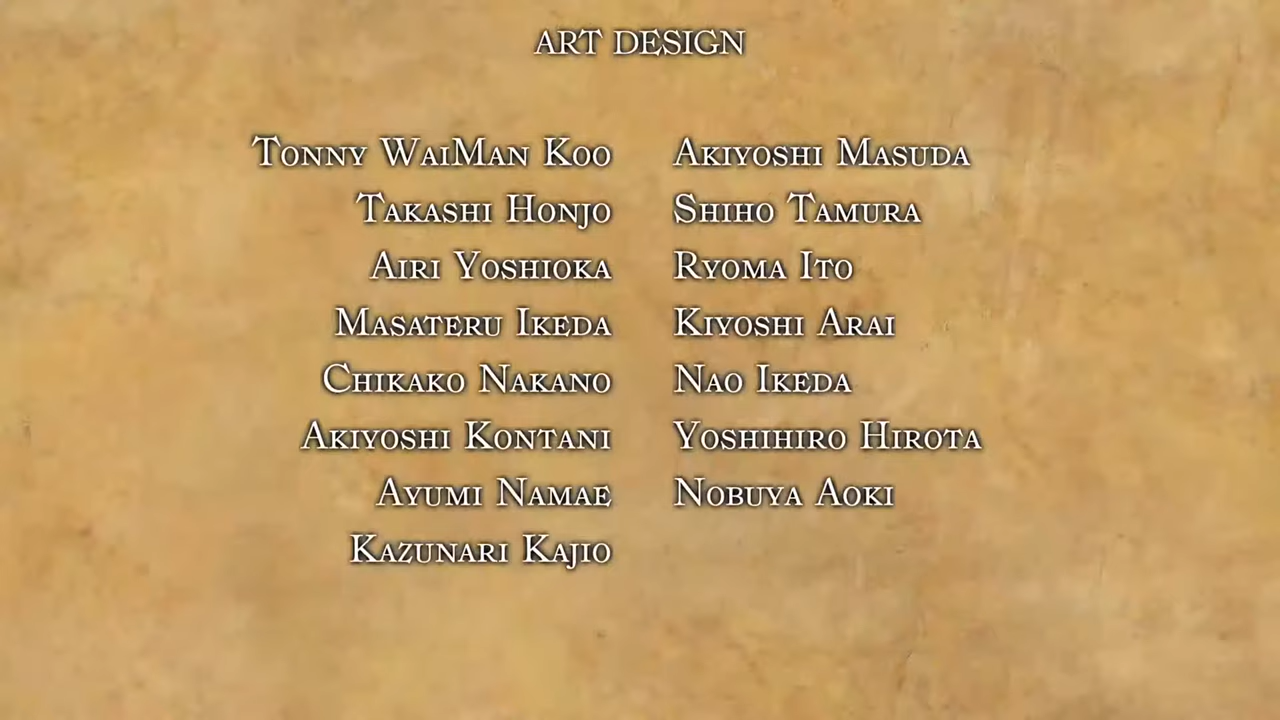 ART DESIGN
Tonny WaiMan Koo
Takashi Honjo
Airi Yoshioka
Masateru Ikeda
Chikako Nakano
Akiyoshi Kontani
Ayumi Namae
Kazunari Kajio
Akiyoshi Masuda
Shiho Tamura
Ryoma Ito
Kiyoshi Arai
Nao Ikeda
Yoshihiro Hirota
Nobuya Aoki